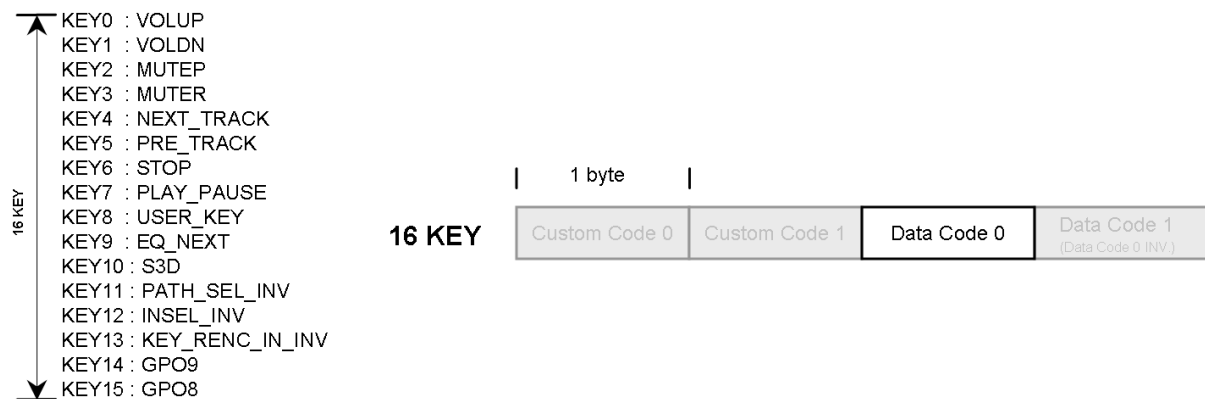 KEY0 : VOLUP
KEY1 : VOLDN
KEY2 : MUTEP
KEY3 : MUTER
KEY4 : NEXT_TRACK
KEY5 : PRE_TRACK
KEY6 : STOP
KEY7 : PLAY_PAUSE
KEY8 : USER_KEY
KEY9 : EQ_NEXT
KEY10 : S3D
KEY11 : PATH_SEL_INV
KEY12 : INSEL_INV
KEY13 : KEY_RENC_IN_INV
KEY14 : GPO9
KEY15 : GPO8
16 KEY
1 byte
16 KEY
Custom Code 0
Custom Code 1
Data Code 0
Data Code 1
(Data Code 0 INV.)